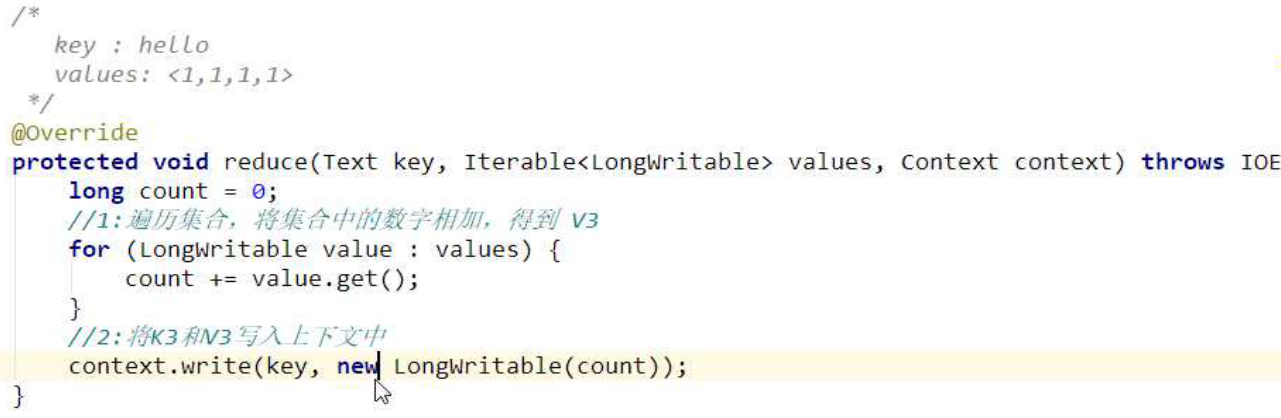 /*
key : hello
values: <1,1,1,1>
*/
@Override
protected void reduce(Text key, Iterable<LongWritable> values, Context context) throws IOE
long count = 0;
//1:遍历集合，将集合中的数字相加，得到 V3
for (LongWritable value : values) {
count += value.get();
}
//2:将K3和V3写入上下文中
context.write(key, new LongWritable(count));
}